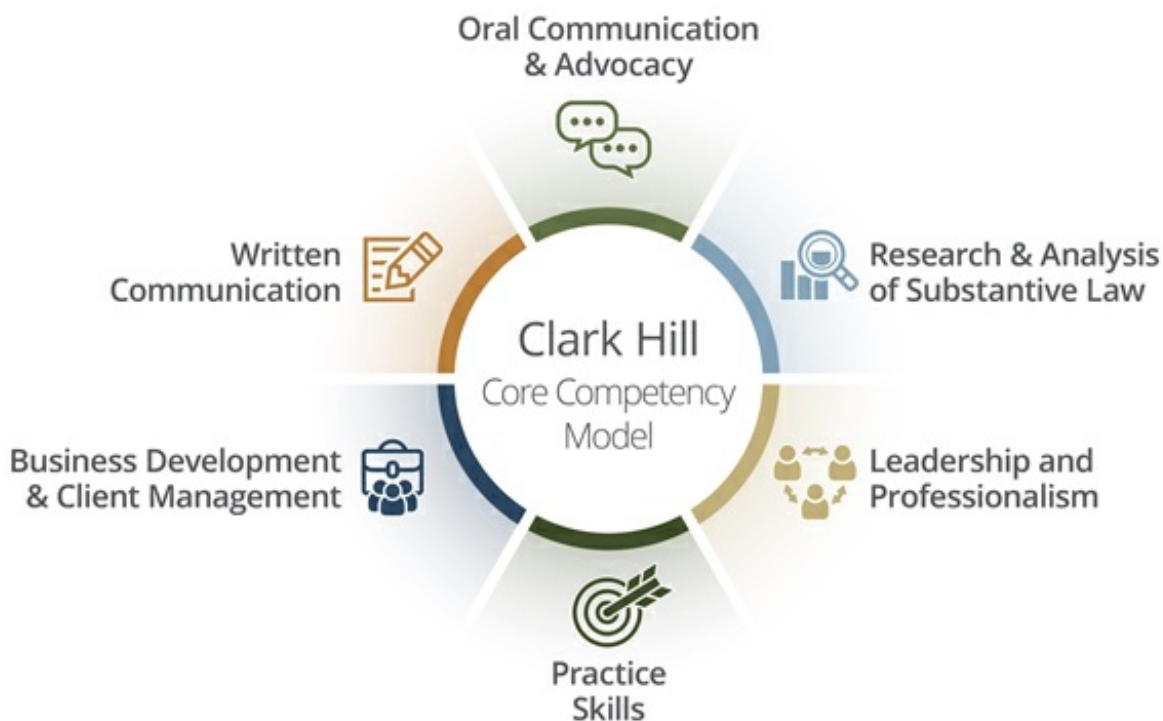 Oral Communication
& Advocacy
Written
Communication
Research & Analysis
of Substantive Law
Clark Hill
Core Competency
Model
Business Development
& Client Management
Leadership and
Professionalism
Practice
Skills